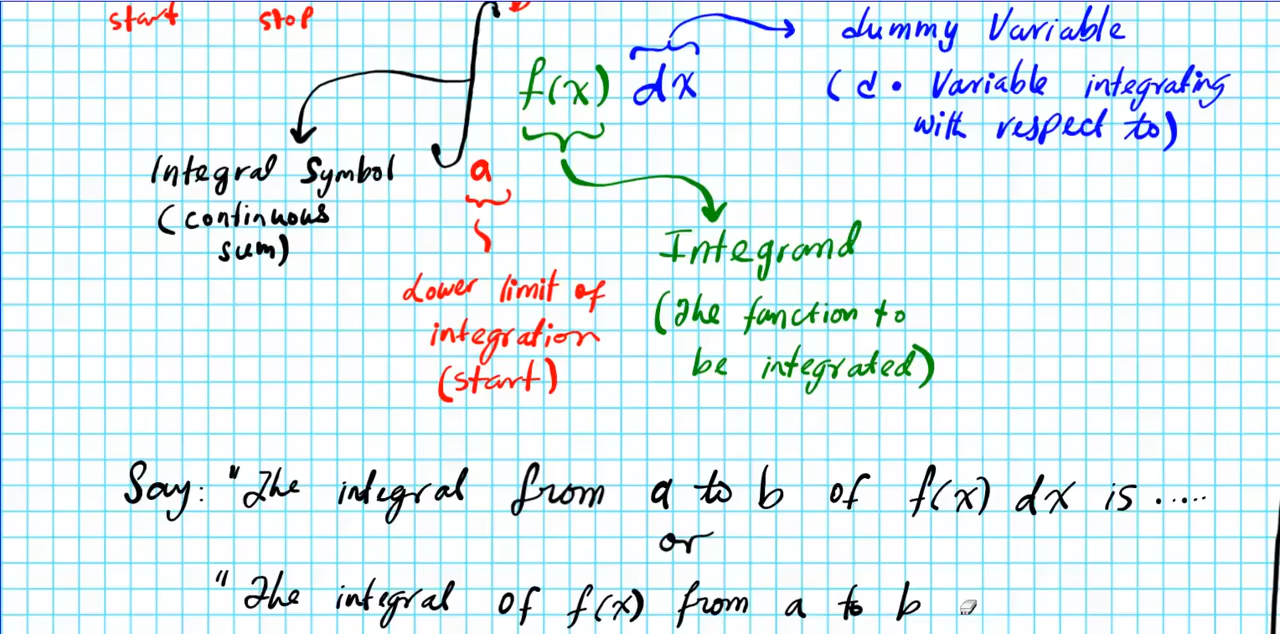 start stop
dummy Variable
f(x) dx
(d • Variable integrating
with respect to)
Integral Symbol
a
(continuous
sum)
Integrand
Lower limit of
(The function to
integration
be integrated)
(start)
Say: "The integral from a to b of f(x) dx is .....
or
"The integral of f(x) from a to b